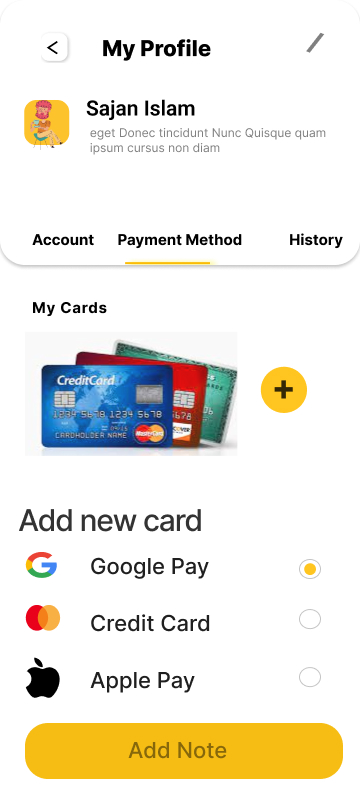 My Profile
Sajan Islam
eget Donec tincidunt Nunc Quisque quam
ipsum cursus non diam
Account Payment Method History
My Cards
CreditCard
1234 5678 1234 5678
CARDHOLDER NAME
MasterCard
Add new card
Google Pay
Credit Card
Apple Pay
Add Note